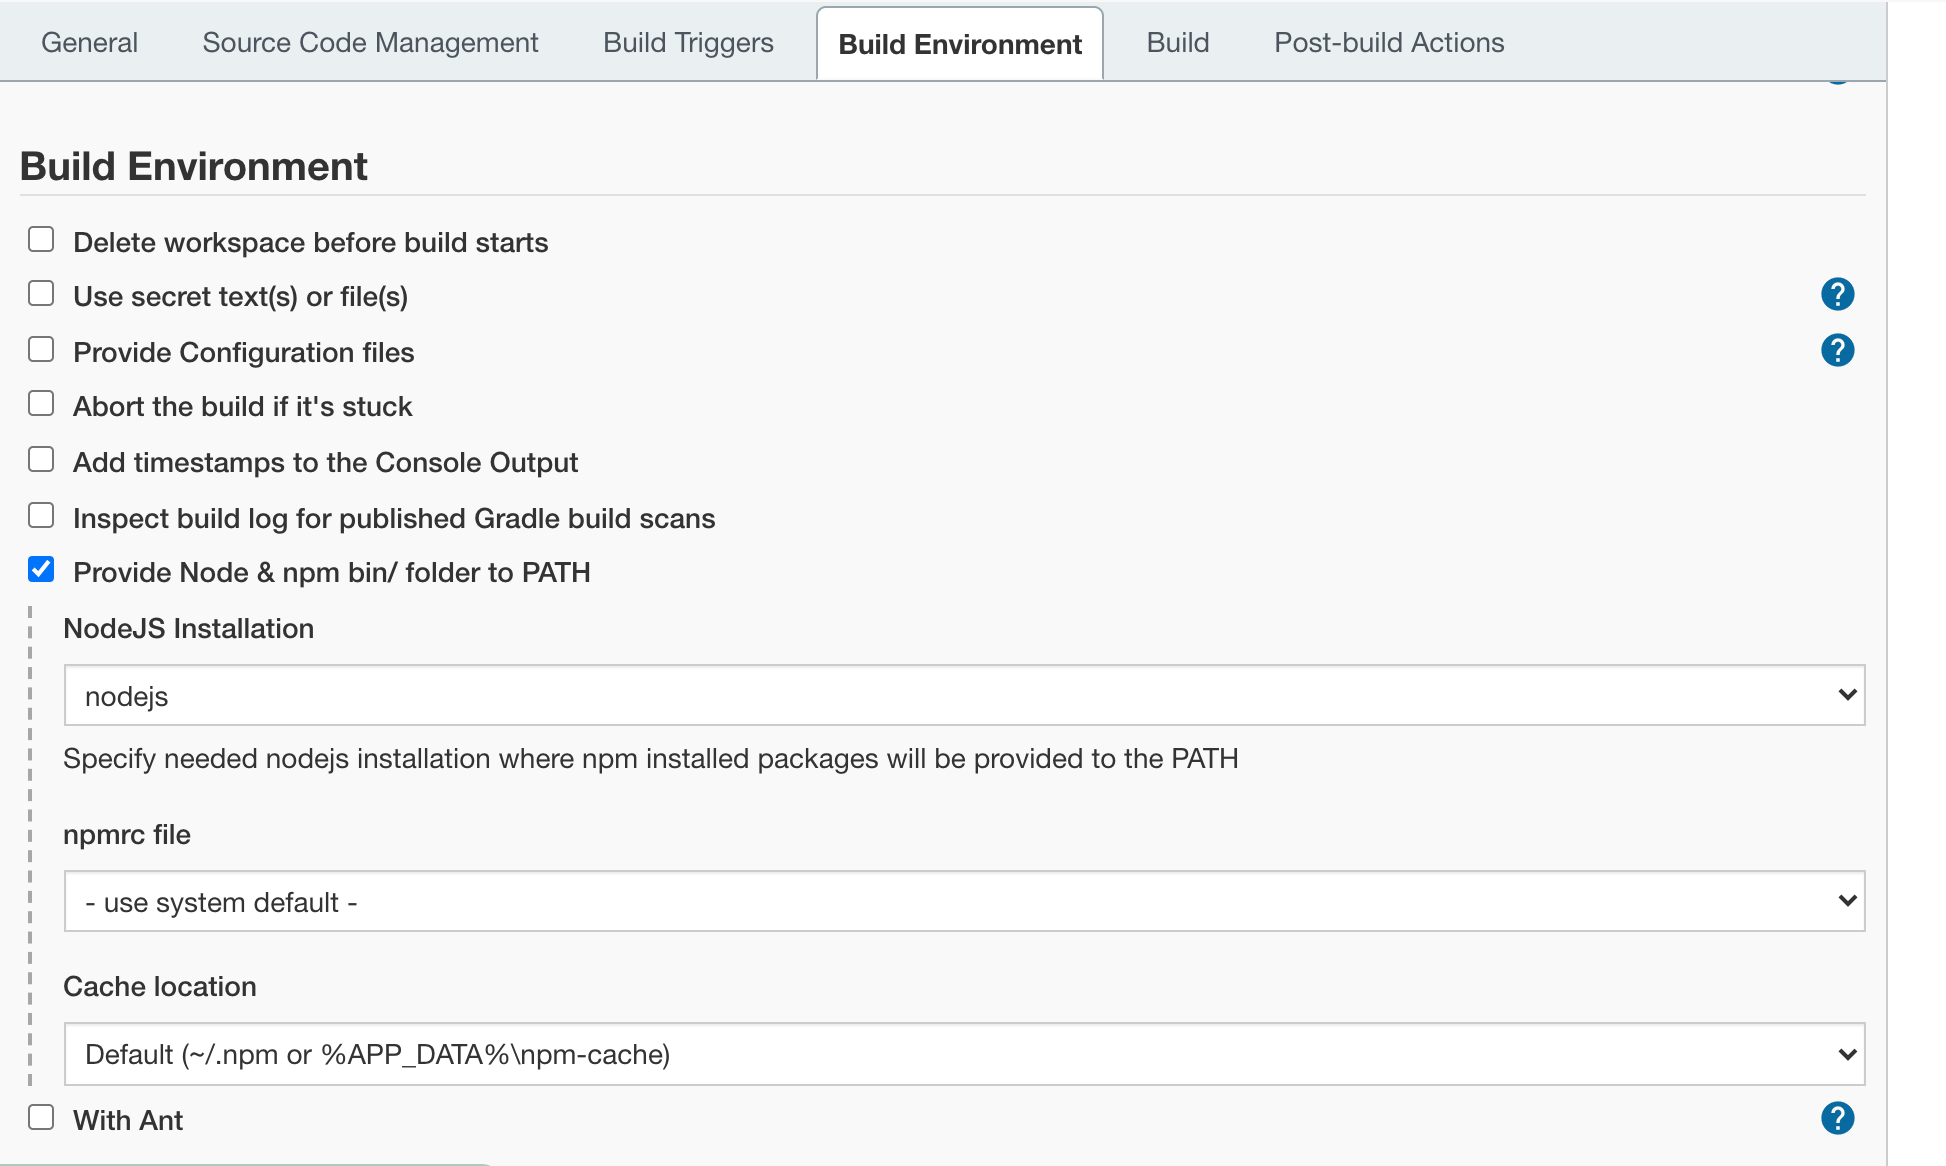 General Source Code Management Build Triggers Build Environment Build Post-build Actions
Build Environment
Delete workspace before build starts
Use secret text(s) or file(s)
?
Provide Configuration files
?
Abort the build if it's stuck
Add timestamps to the Console Output
Inspect build log for published Gradle build scans
Provide Node & npm bin/ folder to PATH
NodeJS Installation
nodejs
Specify needed nodejs installation where npm installed packages will be provided to the PATH
npmrc file
- use system default -
Cache location
Default (~/.npm or %APP_DATA%\npm-cache)
With Ant
?